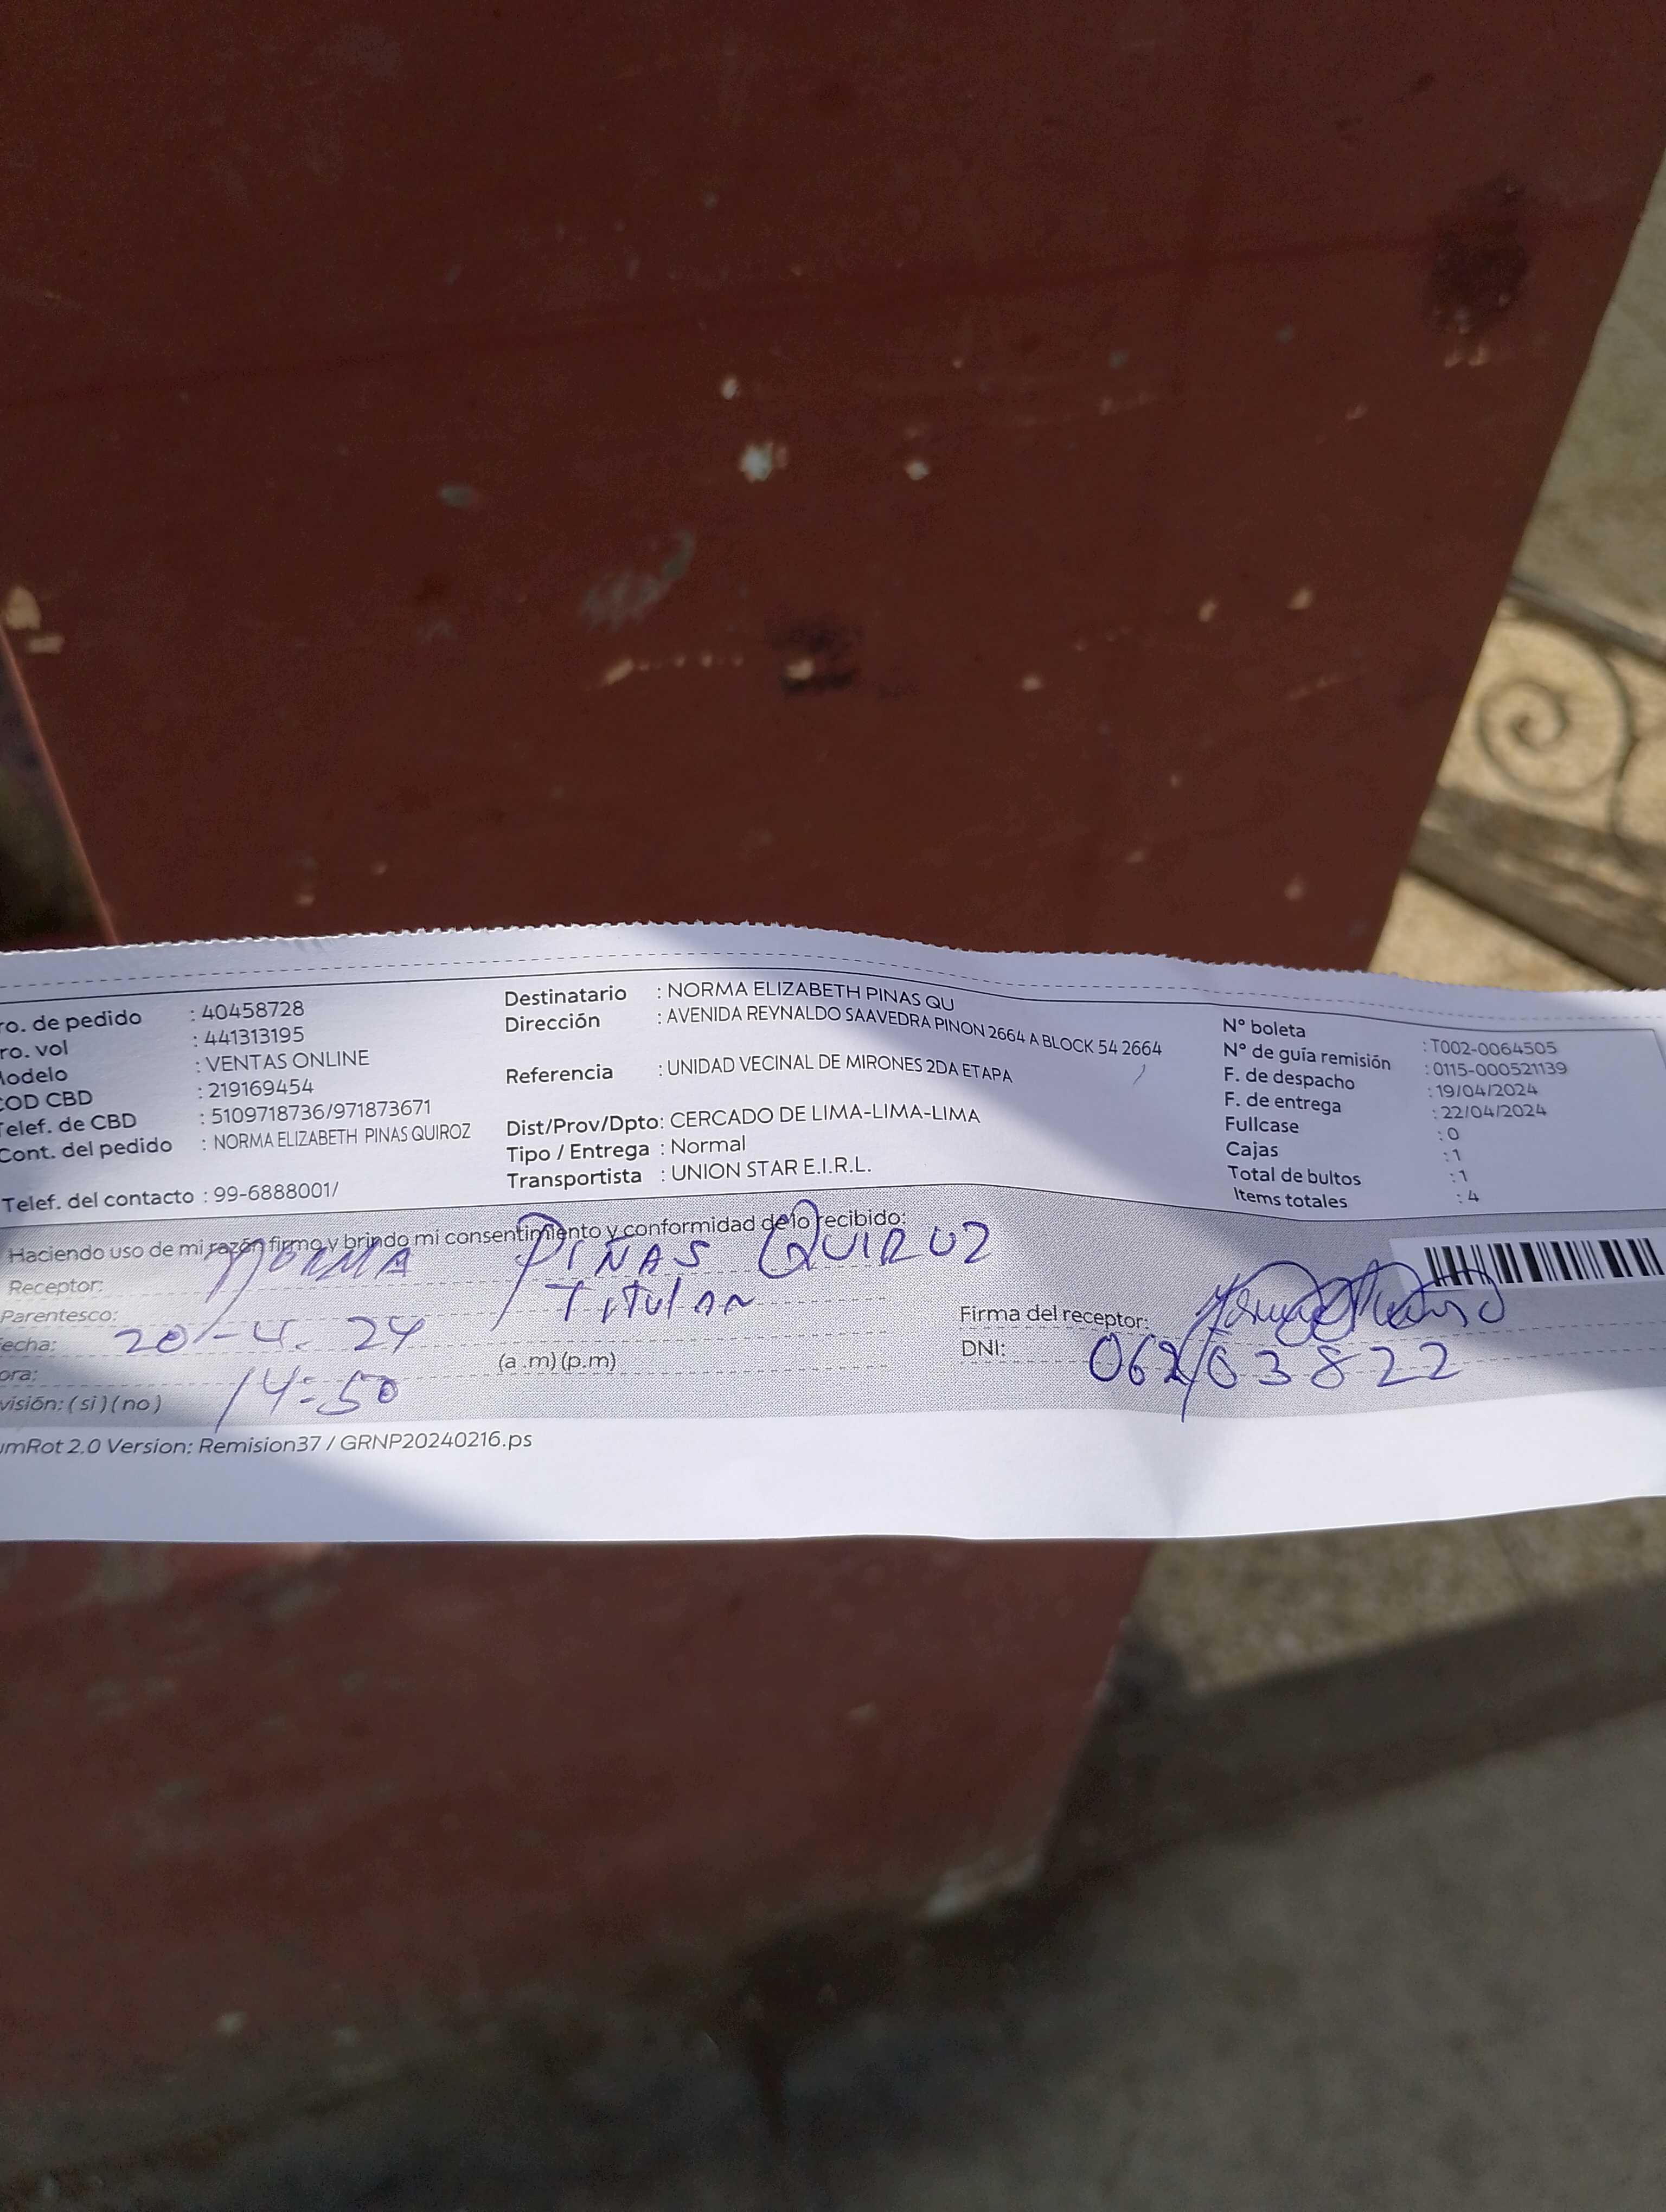 ro. de pedido : 40458728
ro. vol : 441313195
Modelo : VENTAS ONLINE
COD CBD : 219169454
Telef. de CBD : 5109718736/971873671
Cont. del pedido : NORMA ELIZABETH PINAS QUIROZ
Telef. del contacto : 99-6888001/
Destinatario : NORMA ELIZABETH PINAS QU
Dirección : AVENIDA REYNALDO SAAVEDRA PINON 2664 A BLOCK 54 2664
Referencia : UNIDAD VECINAL DE MIRONES 2DA ETAPA
Dist/Prov/Dpto: CERCADO DE LIMA-LIMA-LIMA
Tipo / Entrega : Normal
Transportista : UNION STAR E.I.R.L.
N° boleta : T002-0064505
N° de guía remisión : 0115-000521139
F. de despacho : 19/04/2024
F. de entrega : 22/04/2024
Fullcase : 0
Cajas : 1
Total de bultos : 1
Items totales : 4
Haciendo uso de mi razón firmo y brindo mi consentimiento y conformidad de lo recibido:
Receptor: NORMA PIÑAS QUIROZ
Parentesco: Titular
echa: 20-4-24
ora: 14:50 (a.m) (p.m)
visión: ( si ) ( no )
Firma del receptor:
DNI:
umRot 2.0 Version: Remision37 / GRNP20240216.ps